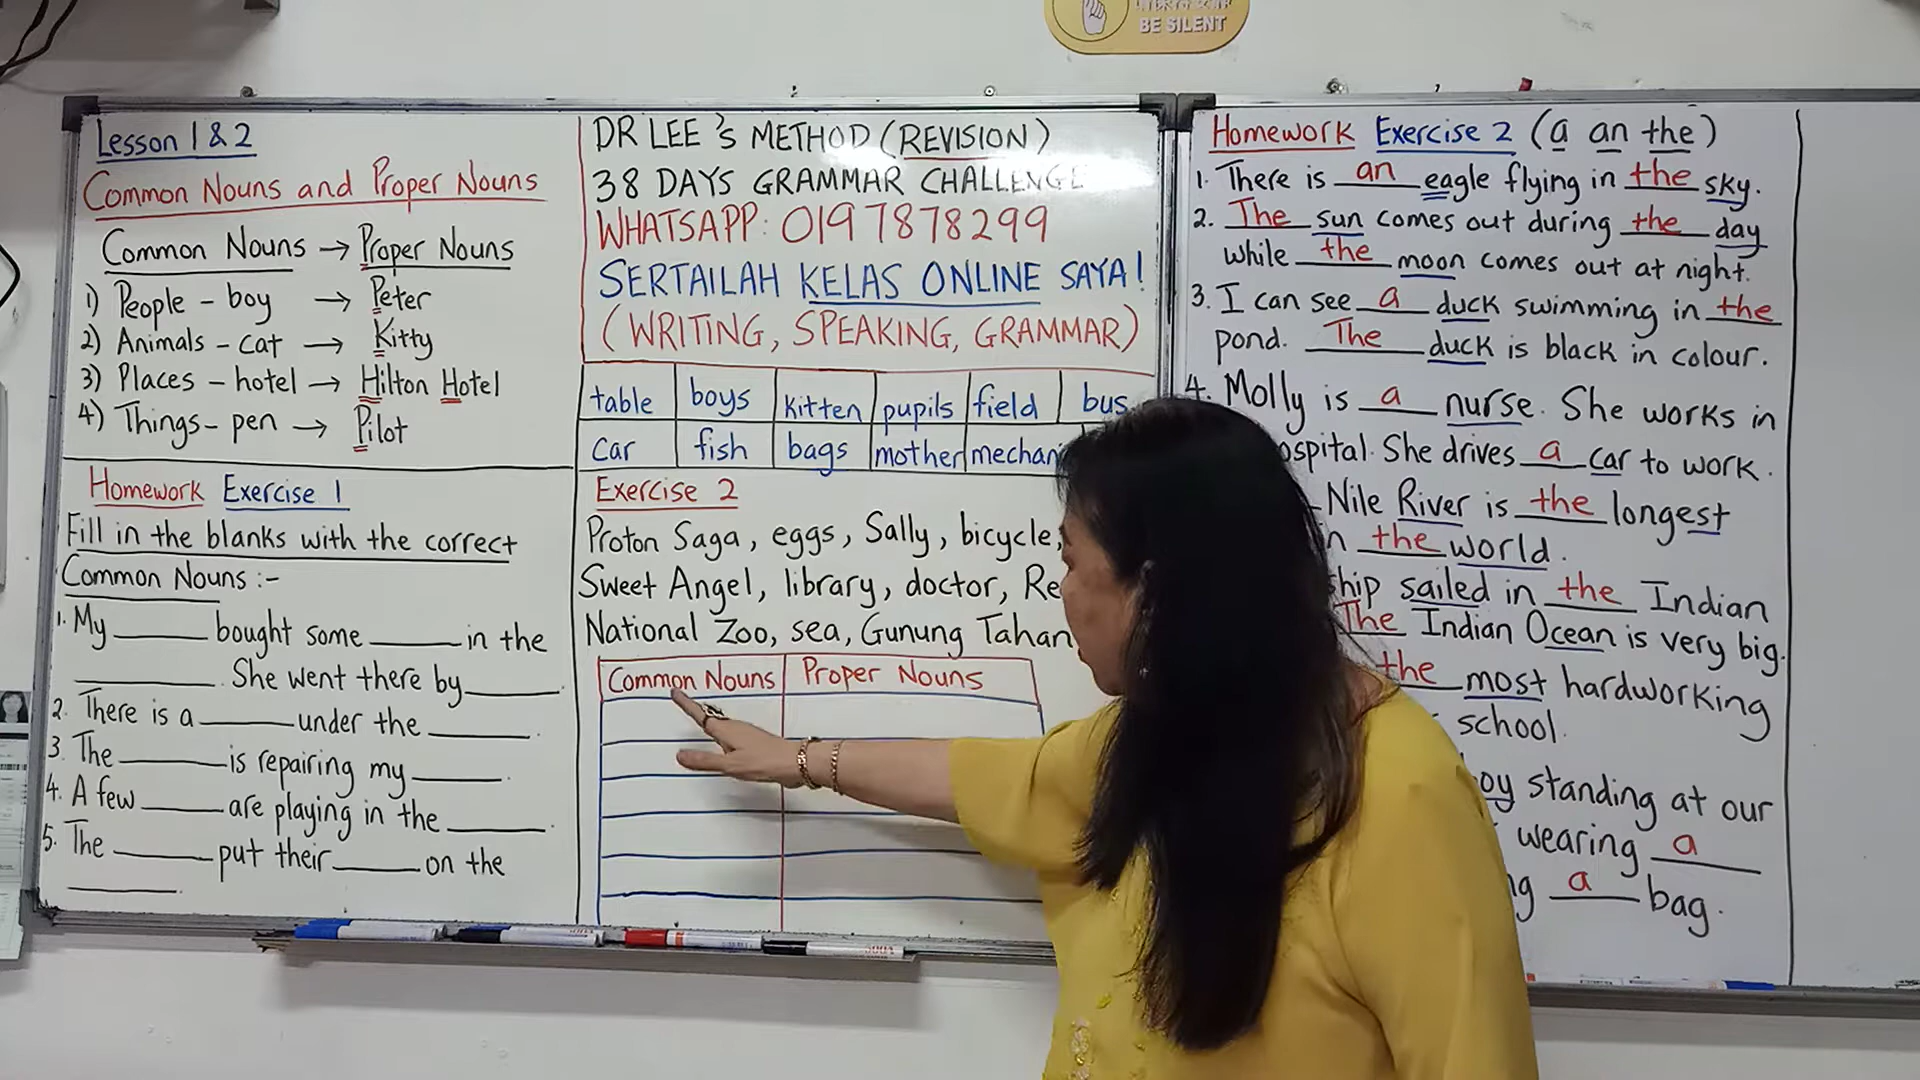 BE SILENT
Lesson 1 & 2
Common Nouns and Proper Nouns
Common Nouns → Proper Nouns
1) People - boy → Peter
2) Animals - cat → Kitty
3) Places - hotel → Hilton Hotel
4) Things - pen → Pilot
Homework Exercise 1
Fill in the blanks with the correct
Common Nouns :-
1. My ______ bought some ______ in the
______. She went there by ______.
2. There is a ______ under the ______.
3. The ______ is repairing my ______.
4. A few ______ are playing in the ______.
5. The ______ put their ______ on the
______.
DR LEE 's METHOD (REVISION)
38 DAYS GRAMMAR CHALLENGE
WHATSAPP: 0197878299
SERTAILAH KELAS ONLINE SAYA!
(WRITING, SPEAKING, GRAMMAR)
table boys kitten pupils field bus
car fish bags mother mechan
Exercise 2
Proton Saga, eggs, Sally, bicycle,
Sweet Angel, library, doctor, Re
National Zoo, sea, Gunung Tahan
Common Nouns Proper Nouns
Homework Exercise 2 (a an the)
1. There is an eagle flying in the sky.
2. The sun comes out during the day
while the moon comes out at night.
3. I can see a duck swimming in the
pond. The duck is black in colour.
4. Molly is a nurse. She works in
ospital. She drives a car to work.
Nile River is the longest
n the world.
hip sailed in the Indian
The Indian Ocean is very big.
the most hardworking
school.
oy standing at our
wearing a
ng a bag.